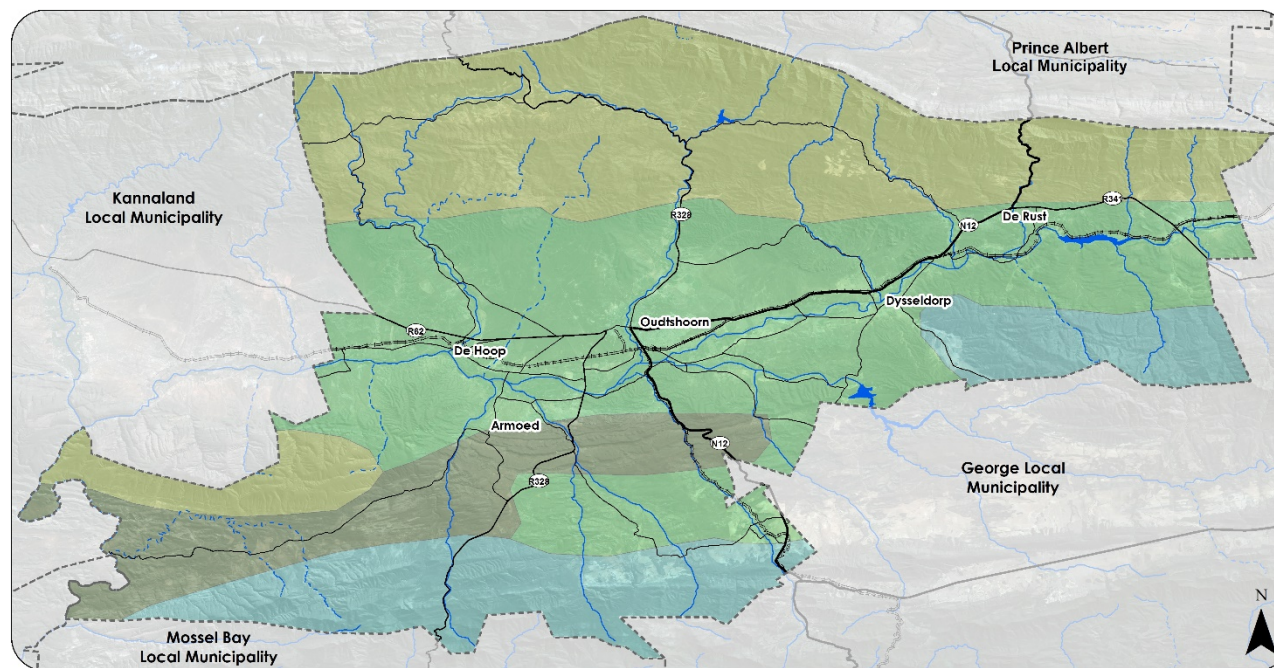 Prince Albert
Local Municipality
Kannaland
Local Municipality
R328
R341
De Rust
N12
Dysseldorp
Oudtshoorn
R62
De Hoop
Armoed
N12
R328
George Local
Municipality
Mossel Bay
Local Municipality
N